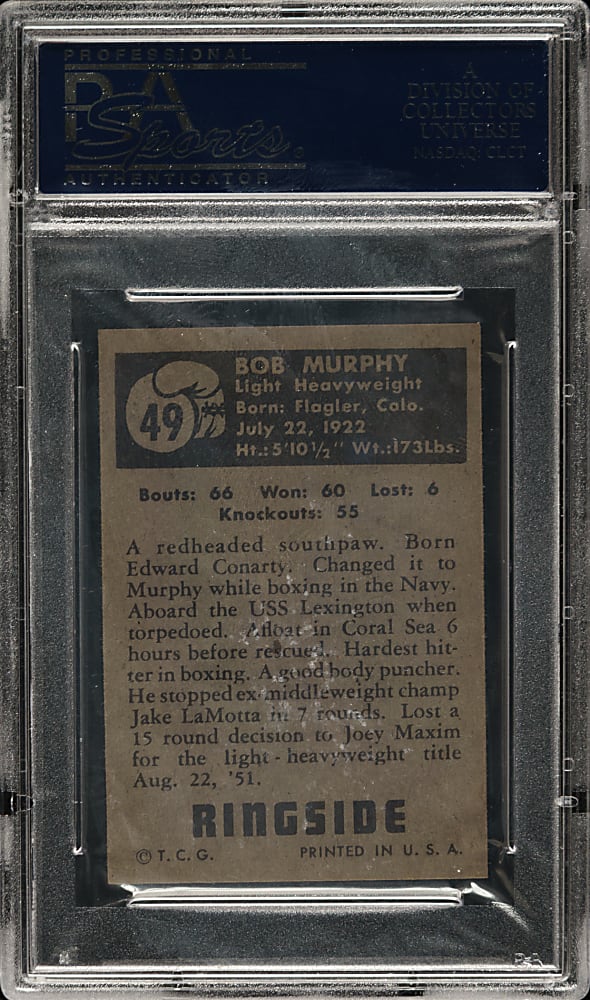 PROFESSIONAL
PSA
Sports.
AUTHENTICATOR
A
DIVISION OF
COLLECTORS
UNIVERSE
NASDAQ: CLCT
49
BOB MURPHY
Light Heavyweight
Born: Flagler, Calo.
July 22, 1922
Ht.: 5'10½" Wt.: 173Lbs.
Bouts: 66 Won: 60 Lost: 6
Knockouts: 55
A redheaded southpaw. Born
Edward Conarty. Changed it to
Murphy while boxing in the Navy.
Aboard the USS Lexington when
torpedoed. Afloat in Coral Sea 6
hours before rescued. Hardest hit-
ter in boxing. A good body puncher.
He stopped ex-middleweight champ
Jake LaMotta in 7 rounds. Lost a
15 round decision to Joey Maxim
for the light-heavyweight title
Aug. 22, '51.
RINGSIDE
© T. C. G. PRINTED IN U. S. A.
PSA